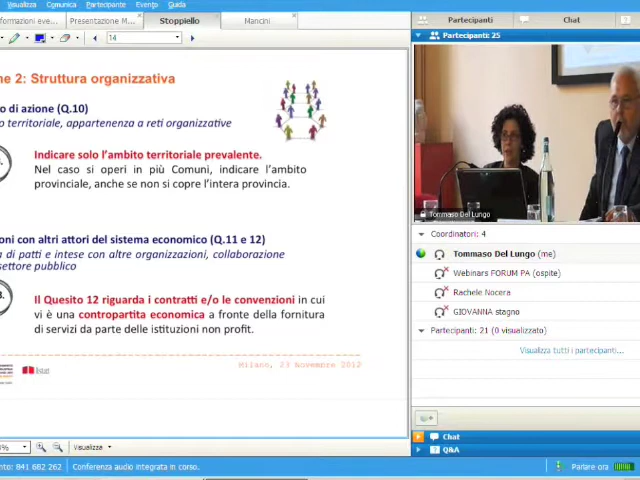 Visualizza Partecipante Evento Guida
formazioni eve... Presentazione M... Stoppiello Mancini
14
ne 2: Struttura organizzativa
o di azione (Q.10)
o territoriale, appartenenza a reti organizzative
Indicare solo l'ambito territoriale prevalente.
Nel caso si operi in più Comuni, indicare l'ambito
provinciale, anche se non si copre l'intera provincia.
oni con altri attori del sistema economico (Q.11 e 12)
a di patti e intese con altre organizzazioni, collaborazione
settore pubblico
Il Quesito 12 riguarda i contratti e/o le convenzioni in cui
vi è una contropartita economica a fronte della fornitura
di servizi da parte delle istituzioni non profit.
Milano, 23 Novembre 2012
Istat
Visualizza
nto: 841 682 262 Conferenza audio integrata in corso.
Partecipanti Chat
Partecipanti: 25
Tommaso Del Lungo
Coordinatori: 4
Tommaso Del Lungo (me)
Webinars FORUM PA (ospite)
Rachele Nocera
GIOVANNA stagno
Partecipanti: 21 (0 visualizzato)
Visualizza tutti i partecipanti...
Chat
Q&A
Parlare ora